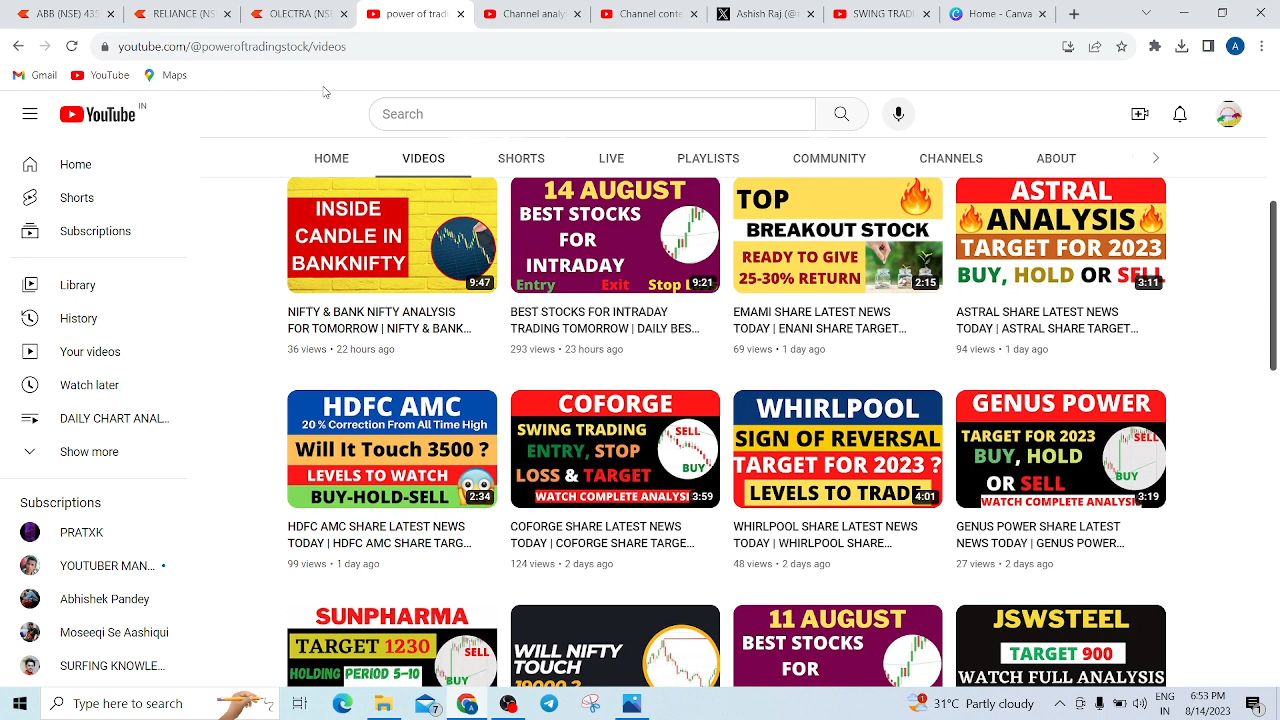 (NSE
RELIANCE (NS
OLECTRA (NSE
Power of trad
Channel analy
Channel conte
Ashish Raj (@
SWING TRADI
Home - Canva
youtube.com/@poweroftradingstock/videos
A
Gmail
YouTube
Maps
YouTube IN
Search
HOME
VIDEOS
SHORTS
LIVE
PLAYLISTS
COMMUNITY
CHANNELS
ABOUT
Home
Shorts
Subscriptions
Library
History
Your videos
Watch later
DAILY CHART ANAL...
Show more
Subscriptions
PRATXK
YOUTUBER MAN...
Abhishek Pandey
Moseeqi Se Aashiqui
SURFING KNOWLE...
INSIDE
CANDLE IN
BANKNIFTY
9:47
NIFTY & BANK NIFTY ANALYSIS
FOR TOMORROW | NIFTY & BANK...
36 views • 22 hours ago
14 AUGUST
BEST STOCKS
FOR
INTRADAY
Entry Exit Stop
9:21
BEST STOCKS FOR INTRADAY
TRADING TOMORROW | DAILY BES...
293 views • 23 hours ago
TOP
BREAKOUT STOCK
READY TO GIVE
25-30% RETURN
2:15
EMAMI SHARE LATEST NEWS
TODAY | ENANI SHARE TARGET...
69 views • 1 day ago
ASTRAL
ANALYSIS
TARGET FOR 2023
BUY, HOLD OR SELL
3:11
ASTRAL SHARE LATEST NEWS
TODAY | ASTRAL SHARE TARGET...
94 views • 1 day ago
HDFC AMC
20 % Correction From All Time High
Will It Touch 3500 ?
LEVELS TO WATCH
BUY-HOLD-SELL
2:34
HDFC AMC SHARE LATEST NEWS
TODAY | HDFC AMC SHARE TARG...
99 views • 1 day ago
COFORGE
SWING TRADING
ENTRY, STOP
LOSS & TARGET
WATCH COMPLETE ANALYSI
SELL
BUY
3:59
COFORGE SHARE LATEST NEWS
TODAY | COFORGE SHARE TARGE...
124 views • 2 days ago
WHIRLPOOL
SIGN OF REVERSAL
TARGET FOR 2023 ?
LEVELS TO TRADE
4:01
WHIRLPOOL SHARE LATEST NEWS
TODAY | WHIRLPOOL SHARE...
48 views • 2 days ago
GENUS POWER
TARGET FOR 2023
BUY, HOLD
OR SELL
WATCH COMPLETE ANALYSI
SELL
BUY
3:19
GENUS POWER SHARE LATEST
NEWS TODAY | GENUS POWER...
27 views • 2 days ago
SUNPHARMA
TARGET 1230
HOLDING PERIOD 5-10
SELL
BUY
WILL NIFTY
TOUCH
11 AUGUST
BEST STOCKS
FOR
JSWSTEEL
TARGET 900
WATCH FULL ANALYSIS
Type here to search
7
31°C Partly cloudy
ENG
IN
6:53 PM
8/14/2023
1